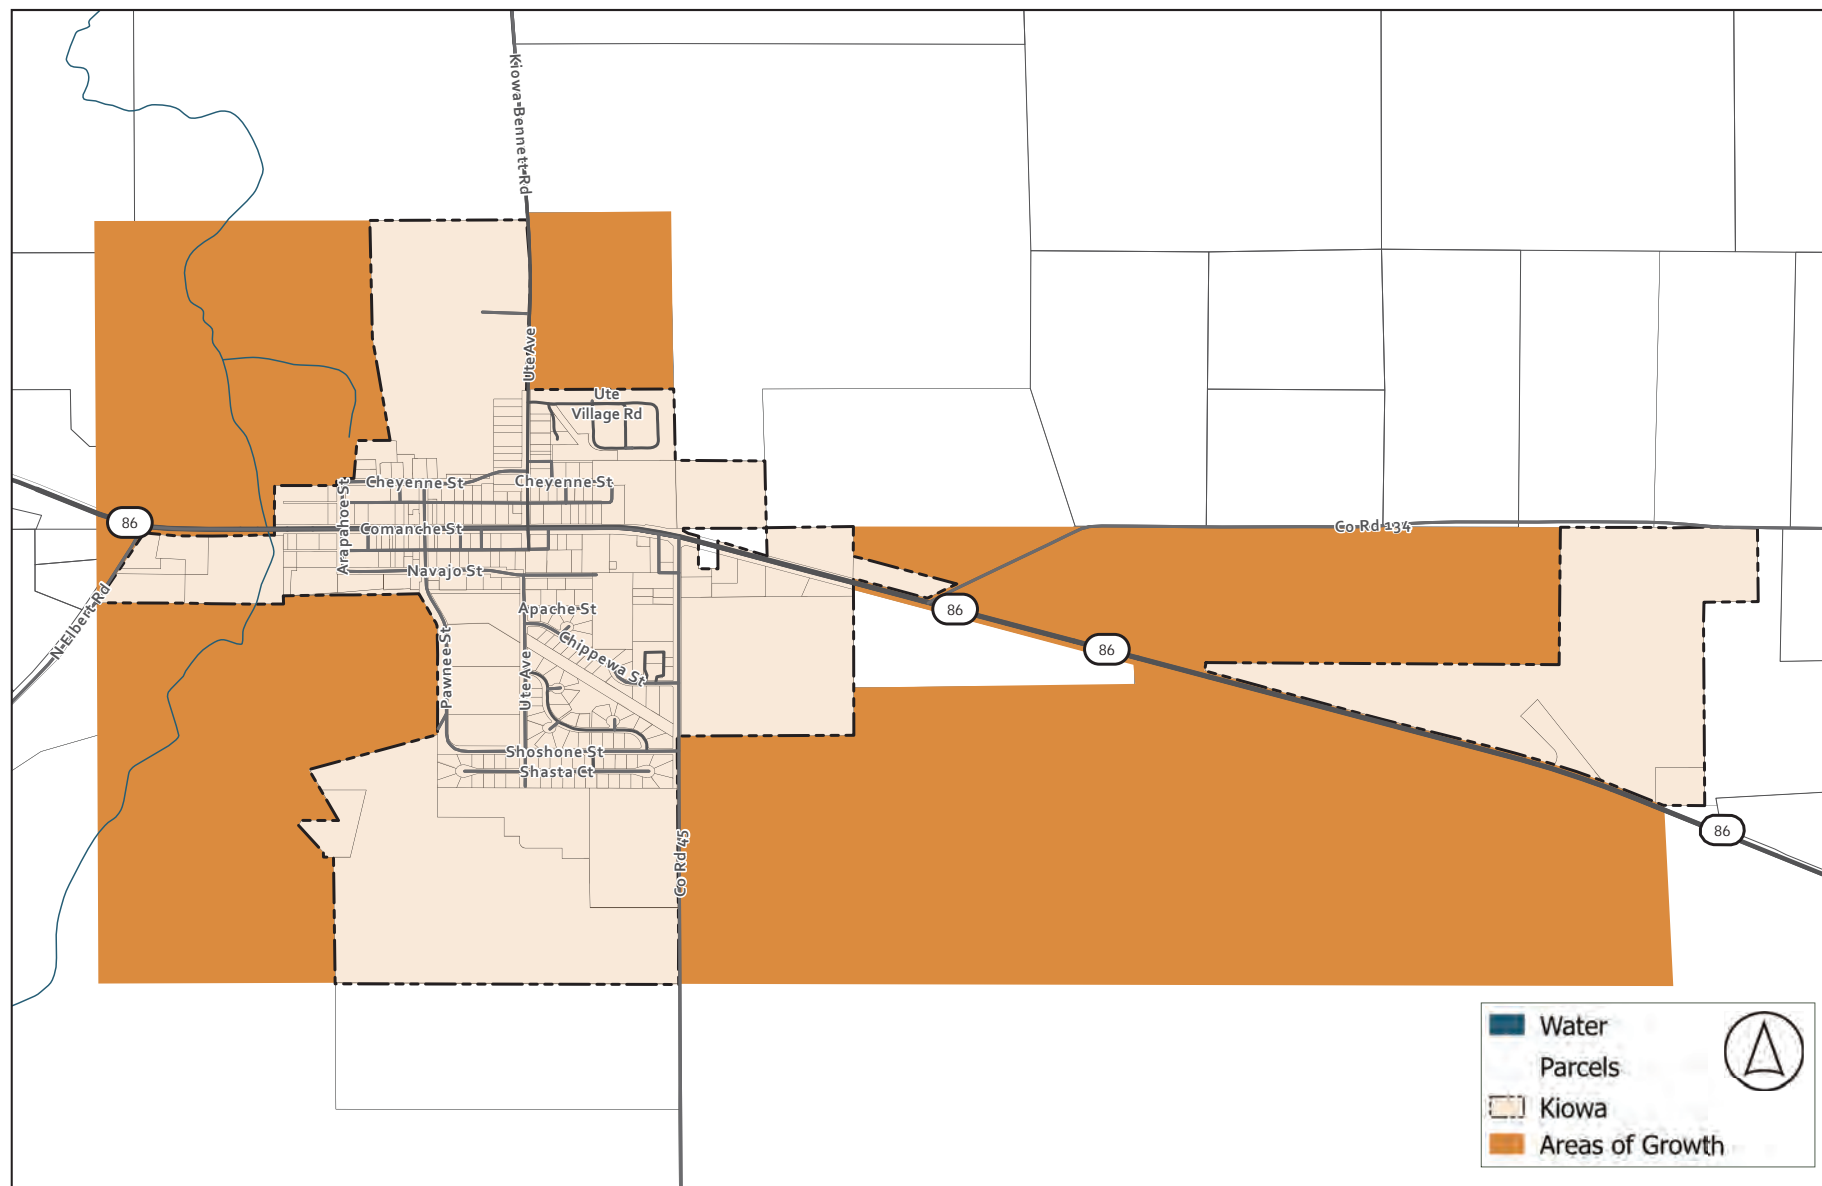 Kiowa-Bennett Rd
Ute Ave
Ute
Village Rd
Cheyenne St
Cheyenne St
Arapahoe St
86
Comanche St
Co Rd 134
Navajo St
N Elbert Rd
Apache St
86
Chippewa St
86
Pawnee St
Ute Ave
Shoshone St
Shasta Ct
Co Rd 45
86
Water
Parcels
Kiowa
Areas of Growth